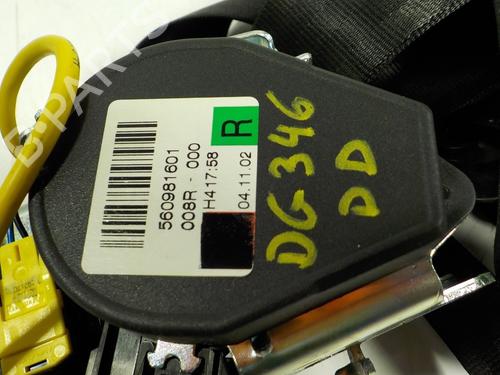 560981601
008R - 000
H417:58
04.11.02
R
DG346
DD
B-PARTS